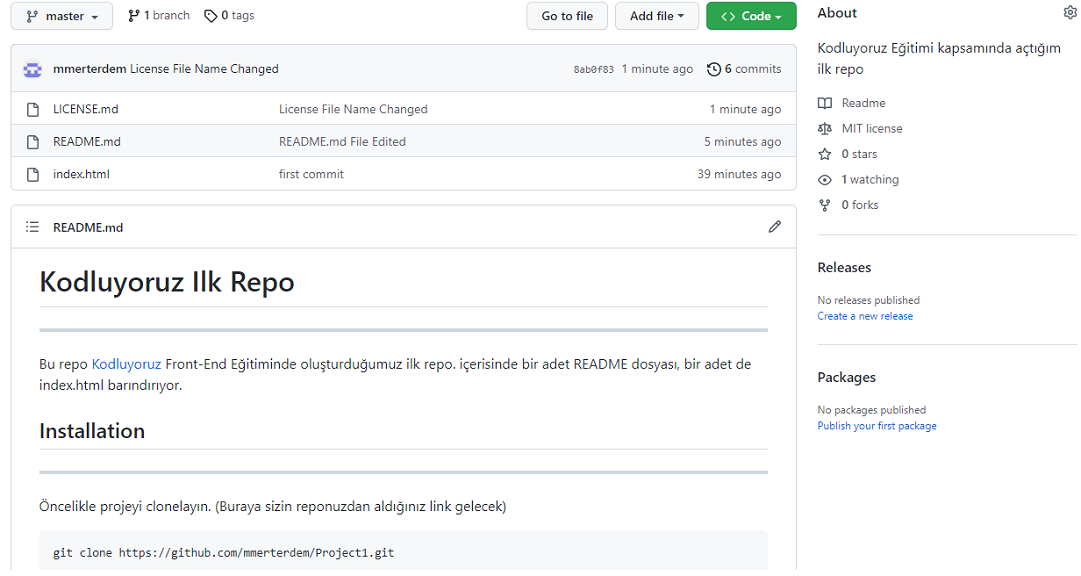 master 1 branch 0 tags Go to file Add file Code
mmerterdem License File Name Changed 8ab0f83 1 minute ago 6 commits
LICENSE.md License File Name Changed 1 minute ago
README.md README.md File Edited 5 minutes ago
index.html first commit 39 minutes ago
README.md
Kodluyoruz Ilk Repo
Bu repo Kodluyoruz Front-End Eğitiminde oluşturduğumuz ilk repo. içerisinde bir adet README dosyası, bir adet de
index.html barındırıyor.
Installation
Öncelikle projeyi clonelayın. (Buraya sizin reponuzdan aldığınız link gelecek)
git clone https://github.com/mmerterdem/Project1.git
About
Kodluyoruz Eğitimi kapsamında açtığım
ilk repo
Readme
MIT license
0 stars
1 watching
0 forks
Releases
No releases published
Create a new release
Packages
No packages published
Publish your first package